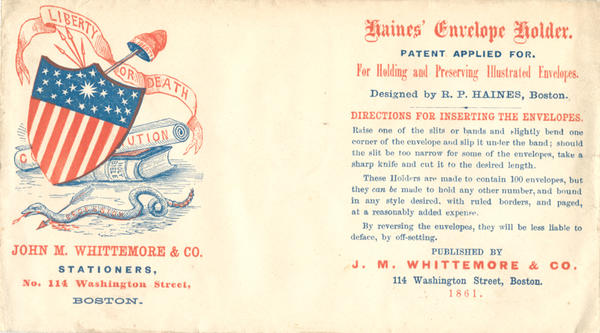 LIBERTY
OR DEATH
CONSTITUTION
SECESSION
JOHN M. WHITTEMORE & CO.
STATIONERS,
No. 114 Washington Street,
BOSTON.
Haines' Envelope Holder.
PATENT APPLIED FOR.
For Holding and Preserving Illustrated Envelopes.
Designed by R. P. HAINES, Boston.
DIRECTIONS FOR INSERTING THE ENVELOPES.
Raise one of the slits or bands and slightly bend one
corner of the envelope and slip it under the band; should
the slit be too narrow for some of the envelopes, take a
sharp knife and cut it to the desired length.
These Holders are made to contain 100 envelopes, but
they can be made to hold any other number, and bound
in any style desired, with ruled borders, and paged,
at a reasonably added expense.
By reversing the envelopes, they will be less liable to
deface, by off-setting.
PUBLISHED BY
J. M. WHITTEMORE & CO.
114 Washington Street, Boston.
1861.